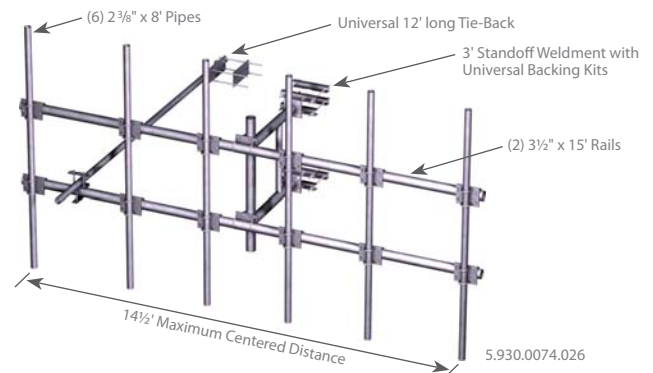 (6) 2⅜" x 8' Pipes
Universal 12' long Tie-Back
3' Standoff Weldment with
Universal Backing Kits
(2) 3½" x 15' Rails
14½' Maximum Centered Distance
5.930.0074.026